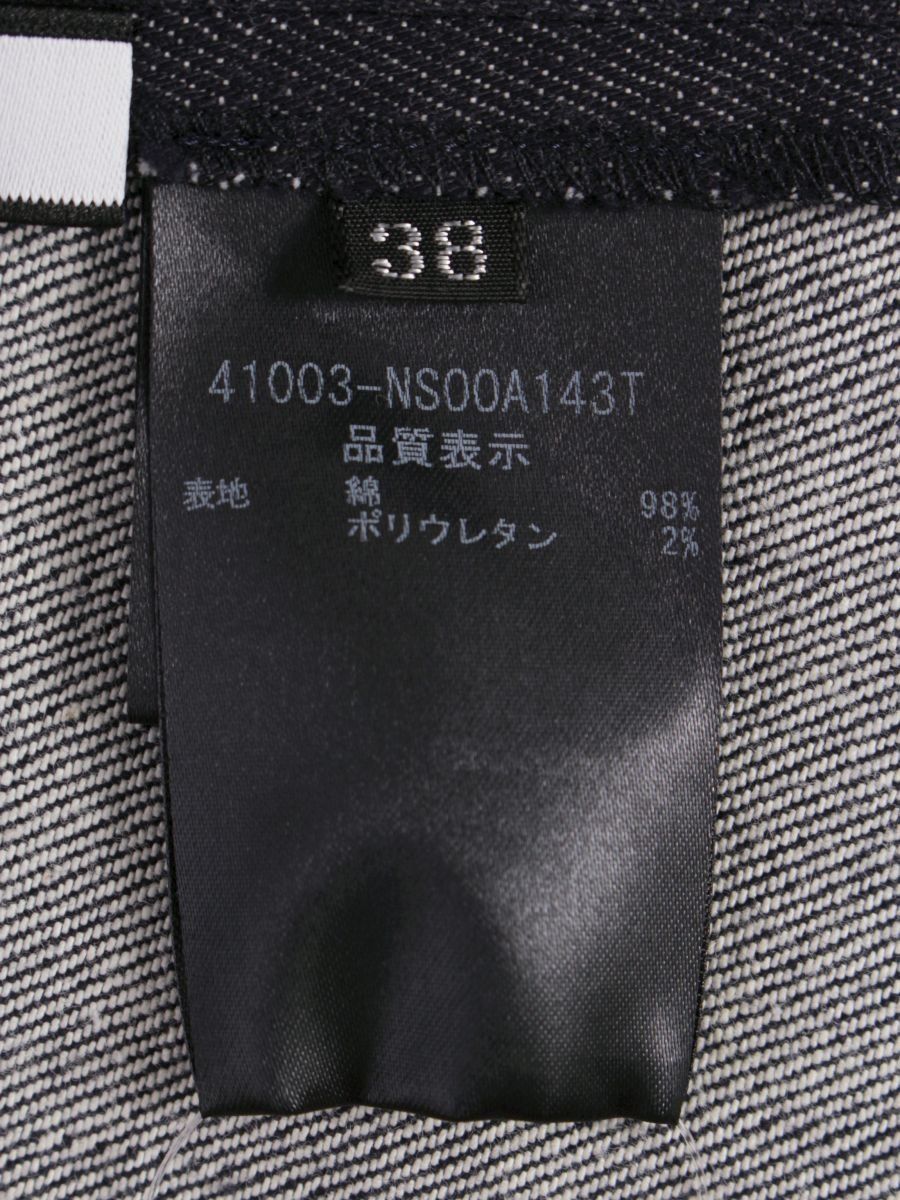 38
41003-NS00A143T
品質表示
表地 綿 98%
ポリウレタン 2%